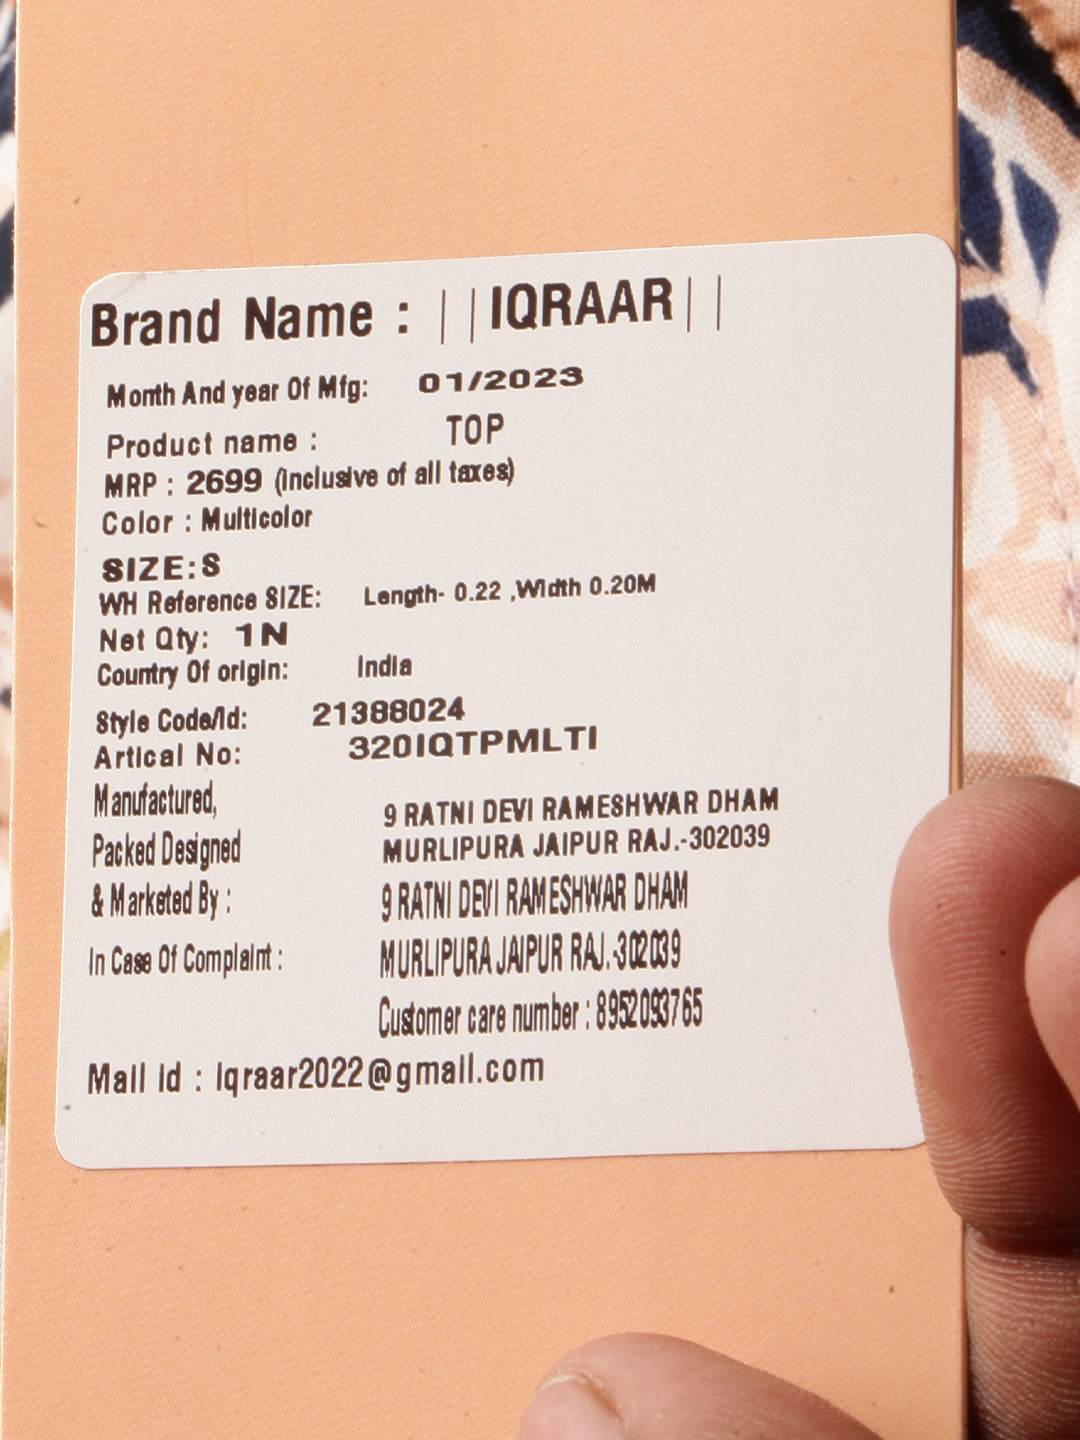 Brand Name : | | IQRAAR | |
Month And year Of Mfg: 01/2023
Product name : TOP
MRP : 2699 (Inclusive of all taxes)
Color : Multicolor
SIZE:S
WH Reference SIZE: Length- 0.22 ,Width 0.20M
Net Qty: 1N
Country Of origin: India
Style Code/Id: 21388024
Artical No: 320IQTPMLTI
Manufactured, 9 RATNI DEVI RAMESHWAR DHAM
Packed Designed MURLIPURA JAIPUR RAJ.-302039
& Marketed By : 9 RATNI DEVI RAMESHWAR DHAM
In Case Of Complaint : MURLIPURA JAIPUR RAJ.-302039
Customer care number : 8952093765
Mail id : iqraar2022@gmail.com